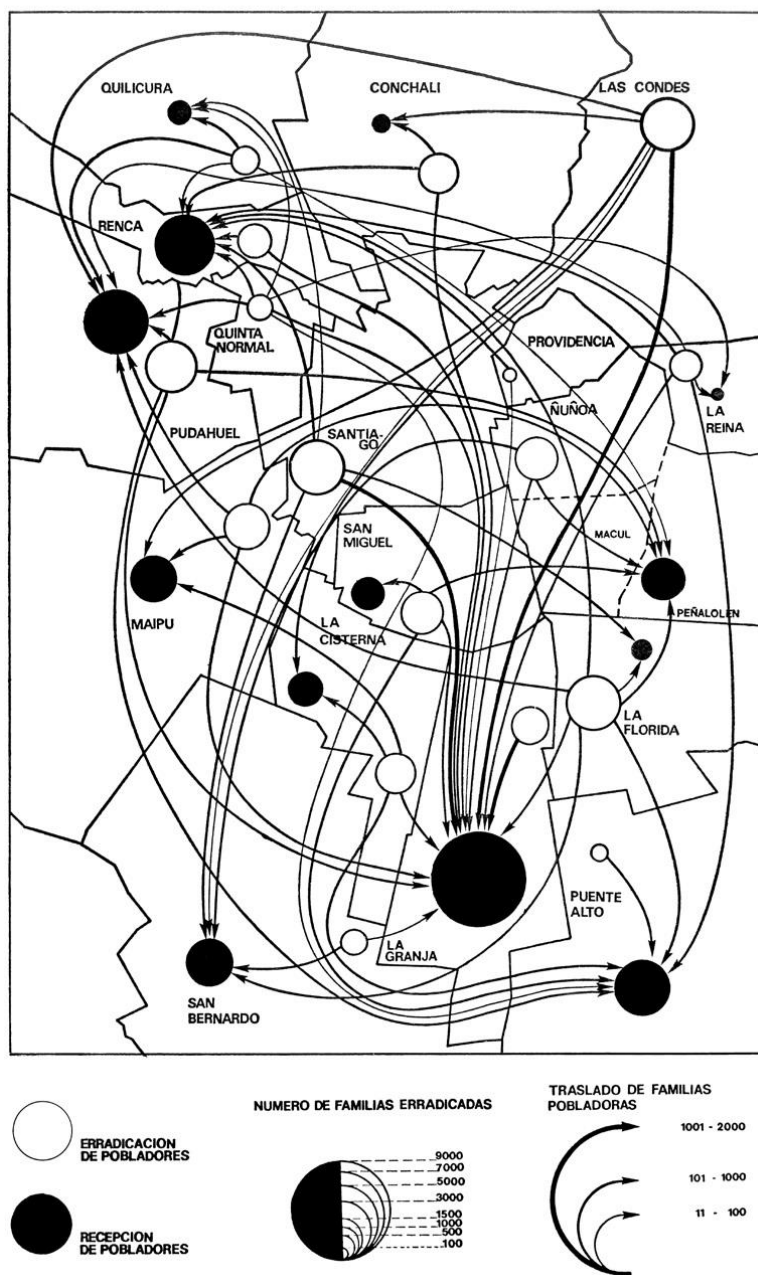 QUILICURA
CONCHALI
LAS CONDES
RENCA
QUINTA
NORMAL
PROVIDENCIA
ÑUÑOA
LA
REINA
PUDAHUEL
SANTIA-
GO
SAN
MIGUEL
MACUL
PEÑALOLEN
MAIPU
LA
CISTERNA
LA
FLORIDA
PUENTE
ALTO
LA
GRANJA
SAN
BERNARDO
ERRADICACION
DE POBLADORES
RECEPCION
DE POBLADORES
NUMERO DE FAMILIAS ERRADICADAS
9000
7000
5000
3000
1500
1000
500
100
TRASLADO DE FAMILIAS
POBLADORAS
1001 - 2000
101 - 1000
11 - 100